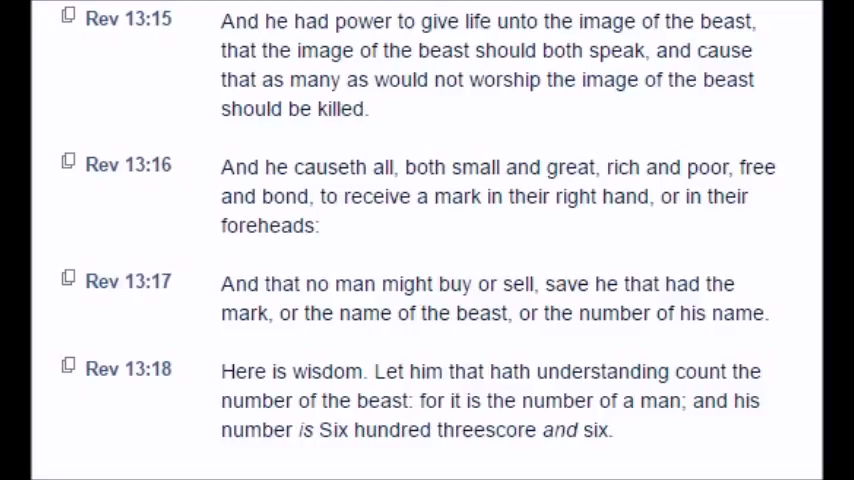 Rev 13:15 And he had power to give life unto the image of the beast,
that the image of the beast should both speak, and cause
that as many as would not worship the image of the beast
should be killed.
Rev 13:16 And he causeth all, both small and great, rich and poor, free
and bond, to receive a mark in their right hand, or in their
foreheads:
Rev 13:17 And that no man might buy or sell, save he that had the
mark, or the name of the beast, or the number of his name.
Rev 13:18 Here is wisdom. Let him that hath understanding count the
number of the beast: for it is the number of a man; and his
number is Six hundred threescore and six.